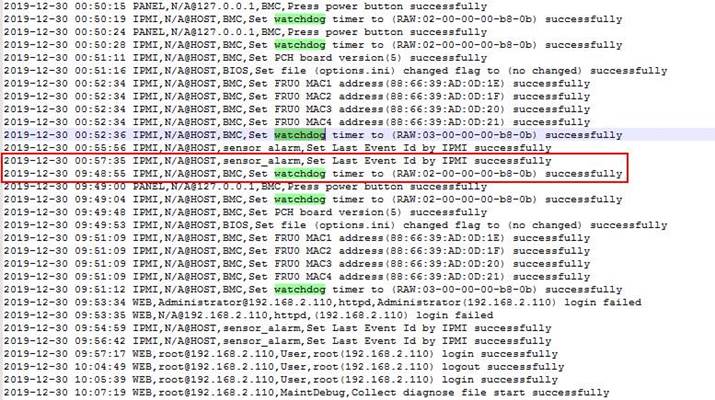 2019-12-30 00:50:15 PANEL,N/A@127.0.0.1,BMC,Press power button successfully
2019-12-30 00:50:19 IPMI,N/A@HOST,BMC,Set watchdog timer to (RAW:02-00-00-00-b8-0b) successfully
2019-12-30 00:50:24 PANEL,N/A@127.0.0.1,BMC,Press power button successfully
2019-12-30 00:50:28 IPMI,N/A@HOST,BMC,Set watchdog timer to (RAW:02-00-00-00-b8-0b) successfully
2019-12-30 00:51:11 IPMI,N/A@HOST,BMC,Set PCH board version(5) successfully
2019-12-30 00:51:16 IPMI,N/A@HOST,BIOS,Set file (options.ini) changed flag to (no changed) successfully
2019-12-30 00:52:34 IPMI,N/A@HOST,BMC,Set FRU0 MAC1 address(88:66:39:AD:0D:1E) successfully
2019-12-30 00:52:34 IPMI,N/A@HOST,BMC,Set FRU0 MAC2 address(88:66:39:AD:0D:1F) successfully
2019-12-30 00:52:34 IPMI,N/A@HOST,BMC,Set FRU0 MAC3 address(88:66:39:AD:0D:20) successfully
2019-12-30 00:52:34 IPMI,N/A@HOST,BMC,Set FRU0 MAC4 address(88:66:39:AD:0D:21) successfully
2019-12-30 00:52:36 IPMI,N/A@HOST,BMC,Set watchdog timer to (RAW:03-00-00-00-b8-0b) successfully
2019-12-30 00:55:56 IPMI,N/A@HOST,sensor_alarm,Set Last Event Id by IPMI successfully
2019-12-30 00:57:35 IPMI,N/A@HOST,sensor_alarm,Set Last Event Id by IPMI successfully
2019-12-30 09:48:55 IPMI,N/A@HOST,BMC,Set watchdog timer to (RAW:02-00-00-00-b8-0b) successfully
2019-12-30 09:49:00 PANEL,N/A@127.0.0.1,BMC,Press power button successfully
2019-12-30 09:49:04 IPMI,N/A@HOST,BMC,Set watchdog timer to (RAW:02-00-00-00-b8-0b) successfully
2019-12-30 09:49:48 IPMI,N/A@HOST,BMC,Set PCH board version(5) successfully
2019-12-30 09:49:53 IPMI,N/A@HOST,BIOS,Set file (options.ini) changed flag to (no changed) successfully
2019-12-30 09:51:09 IPMI,N/A@HOST,BMC,Set FRU0 MAC1 address(88:66:39:AD:0D:1E) successfully
2019-12-30 09:51:09 IPMI,N/A@HOST,BMC,Set FRU0 MAC2 address(88:66:39:AD:0D:1F) successfully
2019-12-30 09:51:09 IPMI,N/A@HOST,BMC,Set FRU0 MAC3 address(88:66:39:AD:0D:20) successfully
2019-12-30 09:51:09 IPMI,N/A@HOST,BMC,Set FRU0 MAC4 address(88:66:39:AD:0D:21) successfully
2019-12-30 09:51:12 IPMI,N/A@HOST,BMC,Set watchdog timer to (RAW:03-00-00-00-b8-0b) successfully
2019-12-30 09:53:34 WEB,Administrator@192.168.2.110,httpd,Administrator(192.168.2.110) login failed
2019-12-30 09:53:35 WEB,N/A@192.168.2.110,httpd,(192.168.2.110) login failed
2019-12-30 09:54:59 IPMI,N/A@HOST,sensor_alarm,Set Last Event Id by IPMI successfully
2019-12-30 09:56:42 IPMI,N/A@HOST,sensor_alarm,Set Last Event Id by IPMI successfully
2019-12-30 09:57:17 WEB,root@192.168.2.110,User,root(192.168.2.110) login successfully
2019-12-30 10:04:49 WEB,root@192.168.2.110,User,root(192.168.2.110) logout successfully
2019-12-30 10:05:39 WEB,root@192.168.2.110,User,root(192.168.2.110) login successfully
2019-12-30 10:07:19 WEB,root@192.168.2.110,MaintDebug,Collect diagnose file start successfully